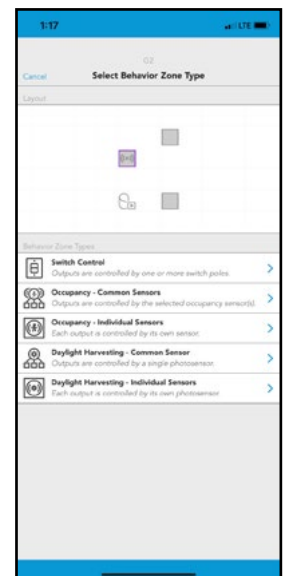 1:17
LTE
G2
Cancel
Select Behavior Zone Type
Layout
Behavior Zone Types
Switch Control
Outputs are controlled by one or more switch poles.
Occupancy - Common Sensors
Outputs are controlled by the selected occupancy sensor(s).
Occupancy - Individual Sensors
Each output is controlled by its own sensor.
Daylight Harvesting - Common Sensor
Outputs are controlled by a single photosensor.
Daylight Harvesting - Individual Sensors
Each output is controlled by its own photosensor.